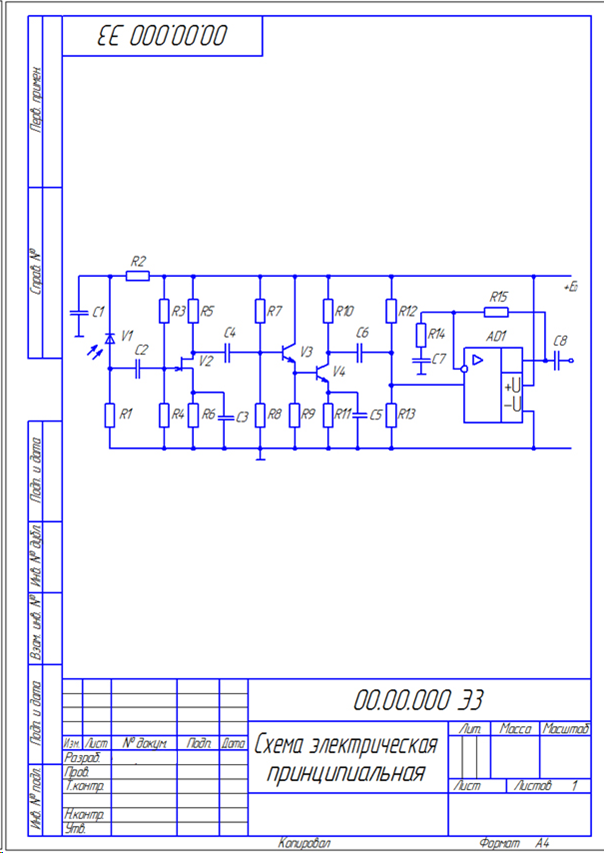 00.00.000 ЭЗ
Перв. примен.
Справ. №
Подп. и дата
Инв. № дубл.
Взам. инв. №
Подп. и дата
Инв. № подл.
R2
+Еп
C1
R3
R5
R7
R10
R12
R15
V1
C4
C6
R14
AD1
C2
V2
V3
C7
C8
V4
+U
-U
R1
R4
R6
C3
R8
R9
R11
C5
R13
00.00.000 ЭЗ
Изм. Лист № докум. Подп. Дата
Разраб.
Пров.
Т.контр.
Н.контр.
Утв.
Схема электрическая
принципиальная
Лит. Масса Масштаб
Лист Листов 1
Копировал Формат А4